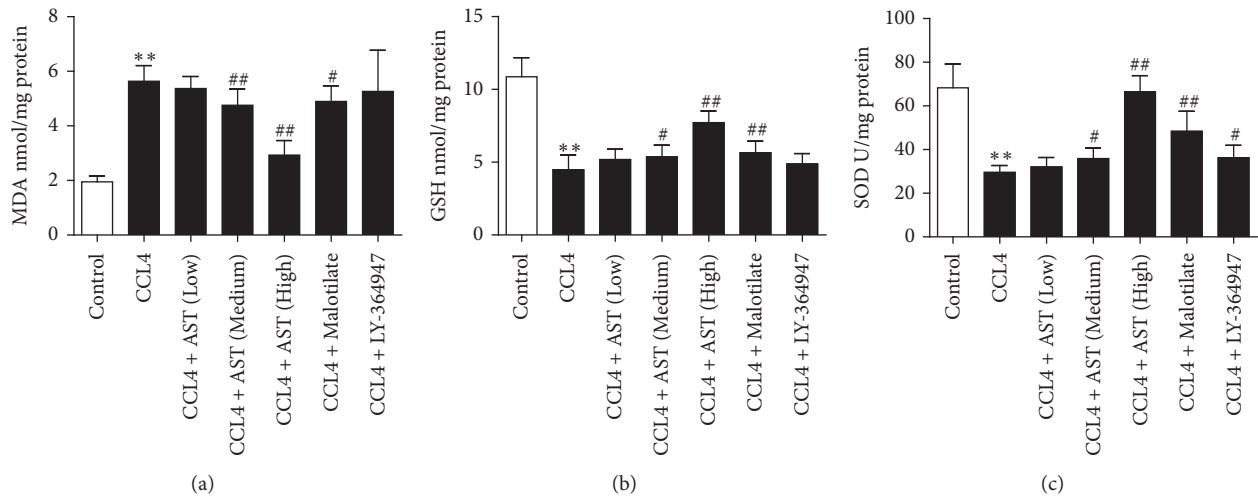 MDA nmol/mg protein
8
6
4
2
0
**
##
##
#
Control
CCL4
CCL4 + AST (Low)
CCL4 + AST (Medium)
CCL4 + AST (High)
CCL4 + Malotilate
CCL4 + LY-364947
(a)
GSH nmol/mg protein
15
10
5
0
**
#
##
##
Control
CCL4
CCL4 + AST (Low)
CCL4 + AST (Medium)
CCL4 + AST (High)
CCL4 + Malotilate
CCL4 + LY-364947
(b)
SOD U/mg protein
100
80
60
40
20
0
**
#
##
##
#
Control
CCL4
CCL4 + AST (Low)
CCL4 + AST (Medium)
CCL4 + AST (High)
CCL4 + Malotilate
CCL4 + LY-364947
(c)